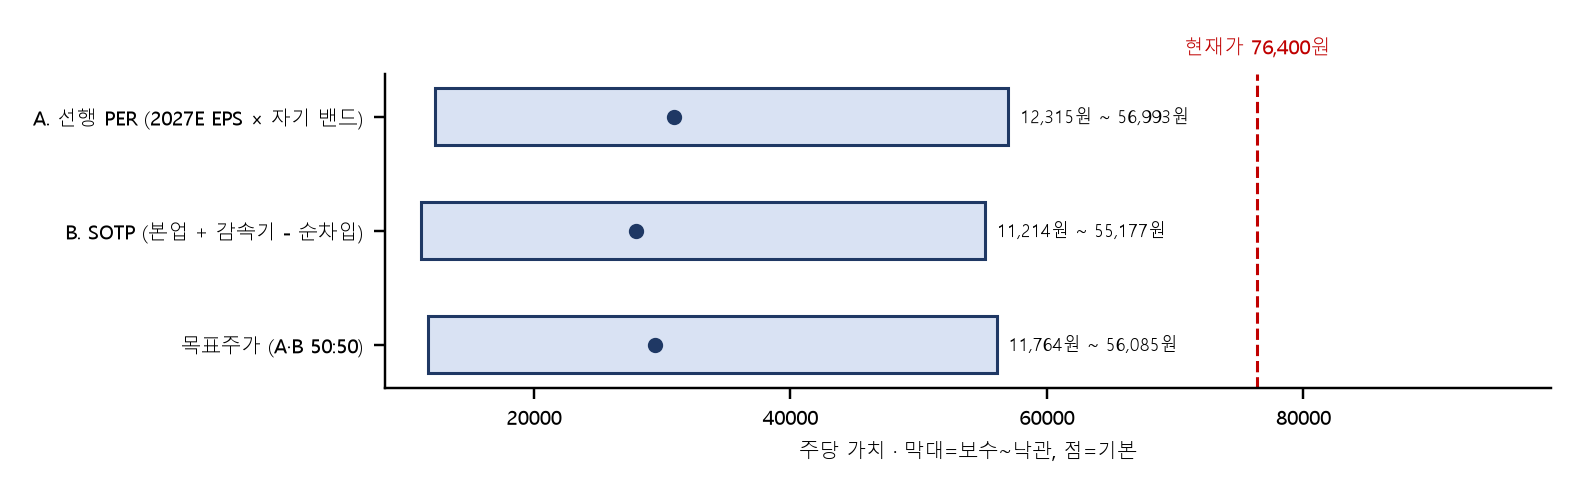 현재가 76,400원
A. 선행 PER (2027E EPS × 자기 밴드)
12,315원 ~ 56,993원
B. SOTP (본업 + 감속기 - 순차입)
11,214원 ~ 55,177원
목표주가 (A·B 50:50)
11,764원 ~ 56,085원
20000 40000 60000 80000
주당 가치 · 막대=보수~낙관, 점=기본